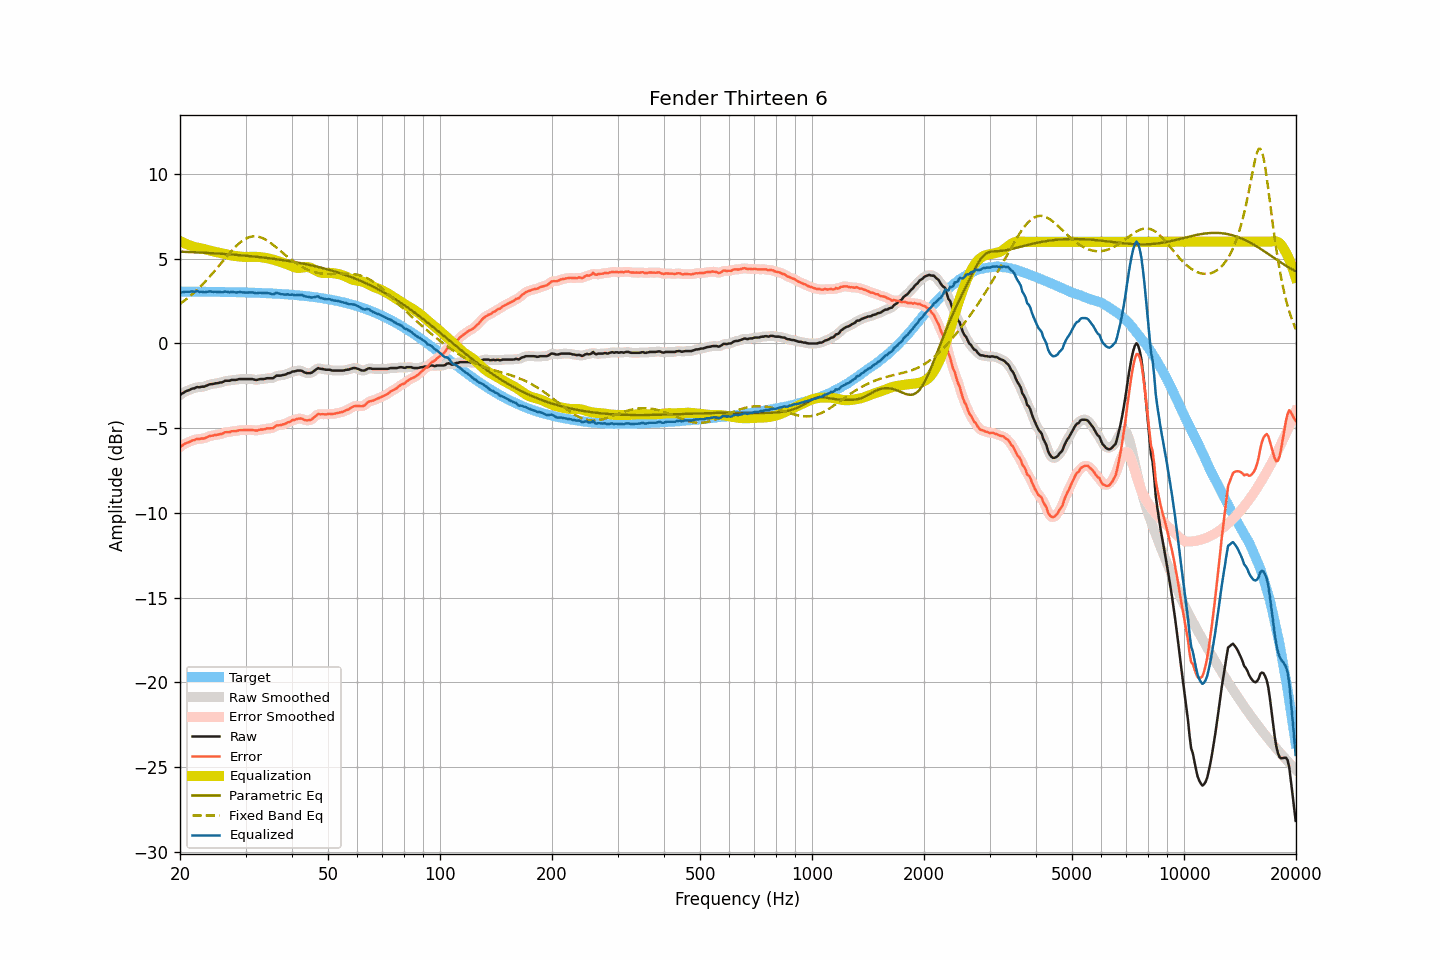 Fender Thirteen 6
Amplitude (dBr)
10
5
0
−5
−10
−15
−20
−25
−30
Target
Raw Smoothed
Error Smoothed
Raw
Error
Equalization
Parametric Eq
Fixed Band Eq
Equalized
20 50 100 200 500 1000 2000 5000 10000 20000
Frequency (Hz)